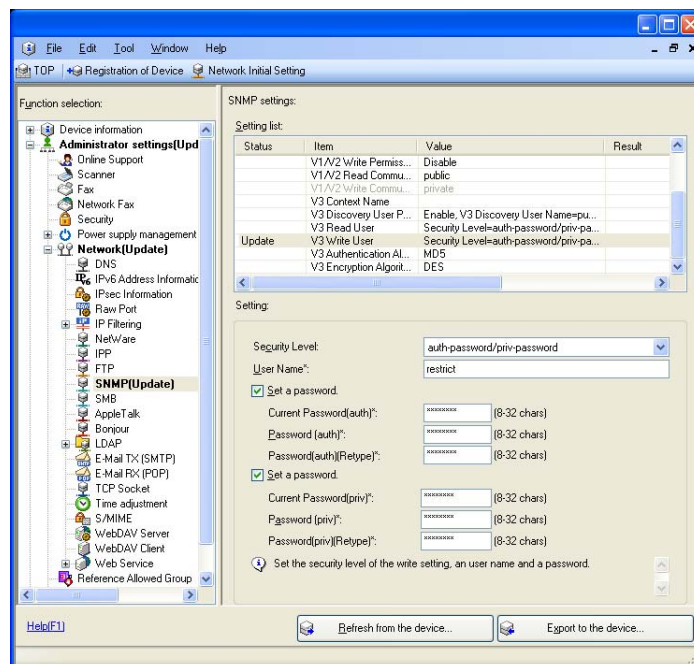 File Edit Tool Window Help
TOP Registration of Device Network Initial Setting
Function selection:
Device information
Administrator settings(Upd
Online Support
Scanner
Fax
Network Fax
Security
Power supply management
Network(Update)
DNS
IPv6 Address Informatic
IPsec Information
Raw Port
IP Filtering
NetWare
IPP
FTP
SNMP(Update)
SMB
AppleTalk
Bonjour
LDAP
E-Mail TX (SMTP)
E-Mail RX (POP)
TCP Socket
Time adjustment
S/MIME
WebDAV Server
WebDAV Client
Web Service
Reference Allowed Group
SNMP settings:
Setting list:
Status Item Value Result
V1/V2 Write Permiss... Disable
V1/V2 Read Commu... public
V1/V2 Write Commu... private
V3 Context Name
V3 Discovery User P... Enable, V3 Discovery User Name=pu...
V3 Read User Security Level=auth-password/priv-pa...
Update V3 Write User Security Level=auth-password/priv-pa...
V3 Authentication Al... MD5
V3 Encryption Algorit... DES
Setting:
Security Level: auth-password/priv-password
User Name*: restrict
Set a password.
Current Password(auth)*: ******** (8-32 chars)
Password (auth)*: ******** (8-32 chars)
Password(auth)(Retype)*: ******** (8-32 chars)
Set a password.
Current Password(priv)*: ******** (8-32 chars)
Password (priv)*: ******** (8-32 chars)
Password(priv)(Retype)*: ******** (8-32 chars)
Set the security level of the write setting, an user name and a password.
Help(F1) Refresh from the device... Export to the device...